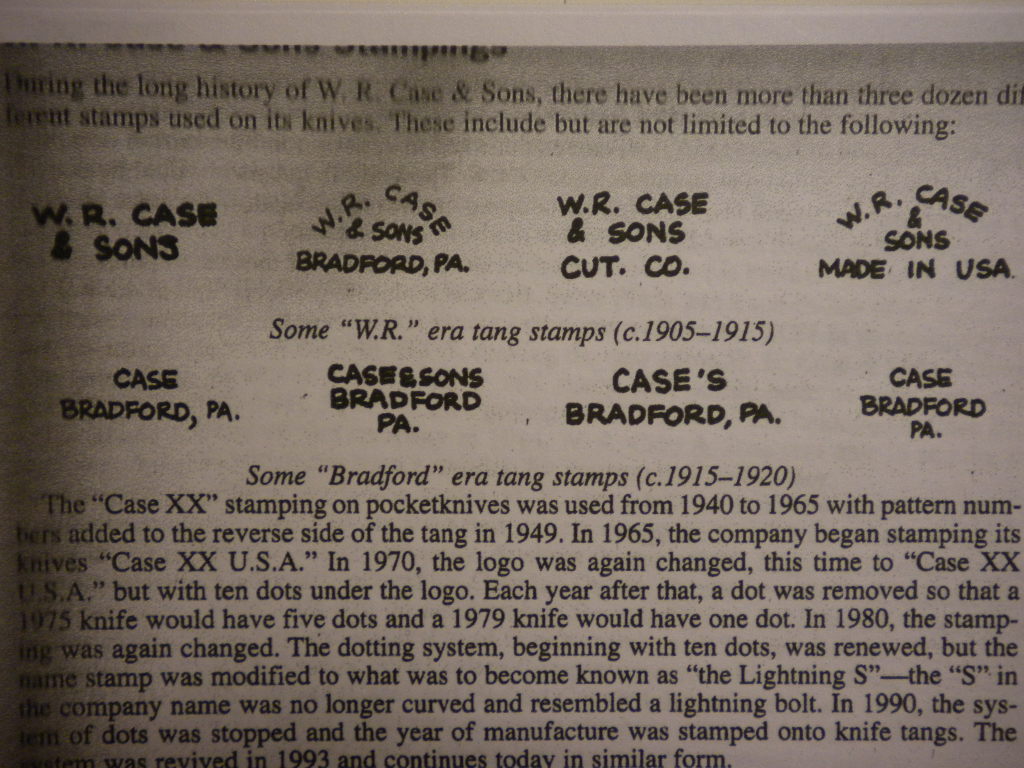 W. R. Case & Sons Stampings
During the long history of W. R. Case & Sons, there have been more than three dozen dif
ferent stamps used on its knives. These include but are not limited to the following:
W. R. CASE
& SONS
W. R. CASE
& SONS
BRADFORD, PA.
W.R. CASE
& SONS
CUT. CO.
W. R. CASE
&
SONS
MADE IN USA
Some “W.R.” era tang stamps (c.1905–1915)
CASE
BRADFORD, PA.
CASE & SONS
BRADFORD
PA.
CASE'S
BRADFORD, PA.
CASE
BRADFORD
PA.
Some “Bradford” era tang stamps (c.1915–1920)
The “Case XX” stamping on pocketknives was used from 1940 to 1965 with pattern num-
bers added to the reverse side of the tang in 1949. In 1965, the company began stamping its
knives “Case XX U.S.A.” In 1970, the logo was again changed, this time to “Case XX
U.S.A.” but with ten dots under the logo. Each year after that, a dot was removed so that a
1975 knife would have five dots and a 1979 knife would have one dot. In 1980, the stamp-
ing was again changed. The dotting system, beginning with ten dots, was renewed, but the
name stamp was modified to what was to become known as “the Lightning S”—the “S” in
the company name was no longer curved and resembled a lightning bolt. In 1990, the sys-
tem of dots was stopped and the year of manufacture was stamped onto knife tangs. The
system was revived in 1993 and continues today in similar form.